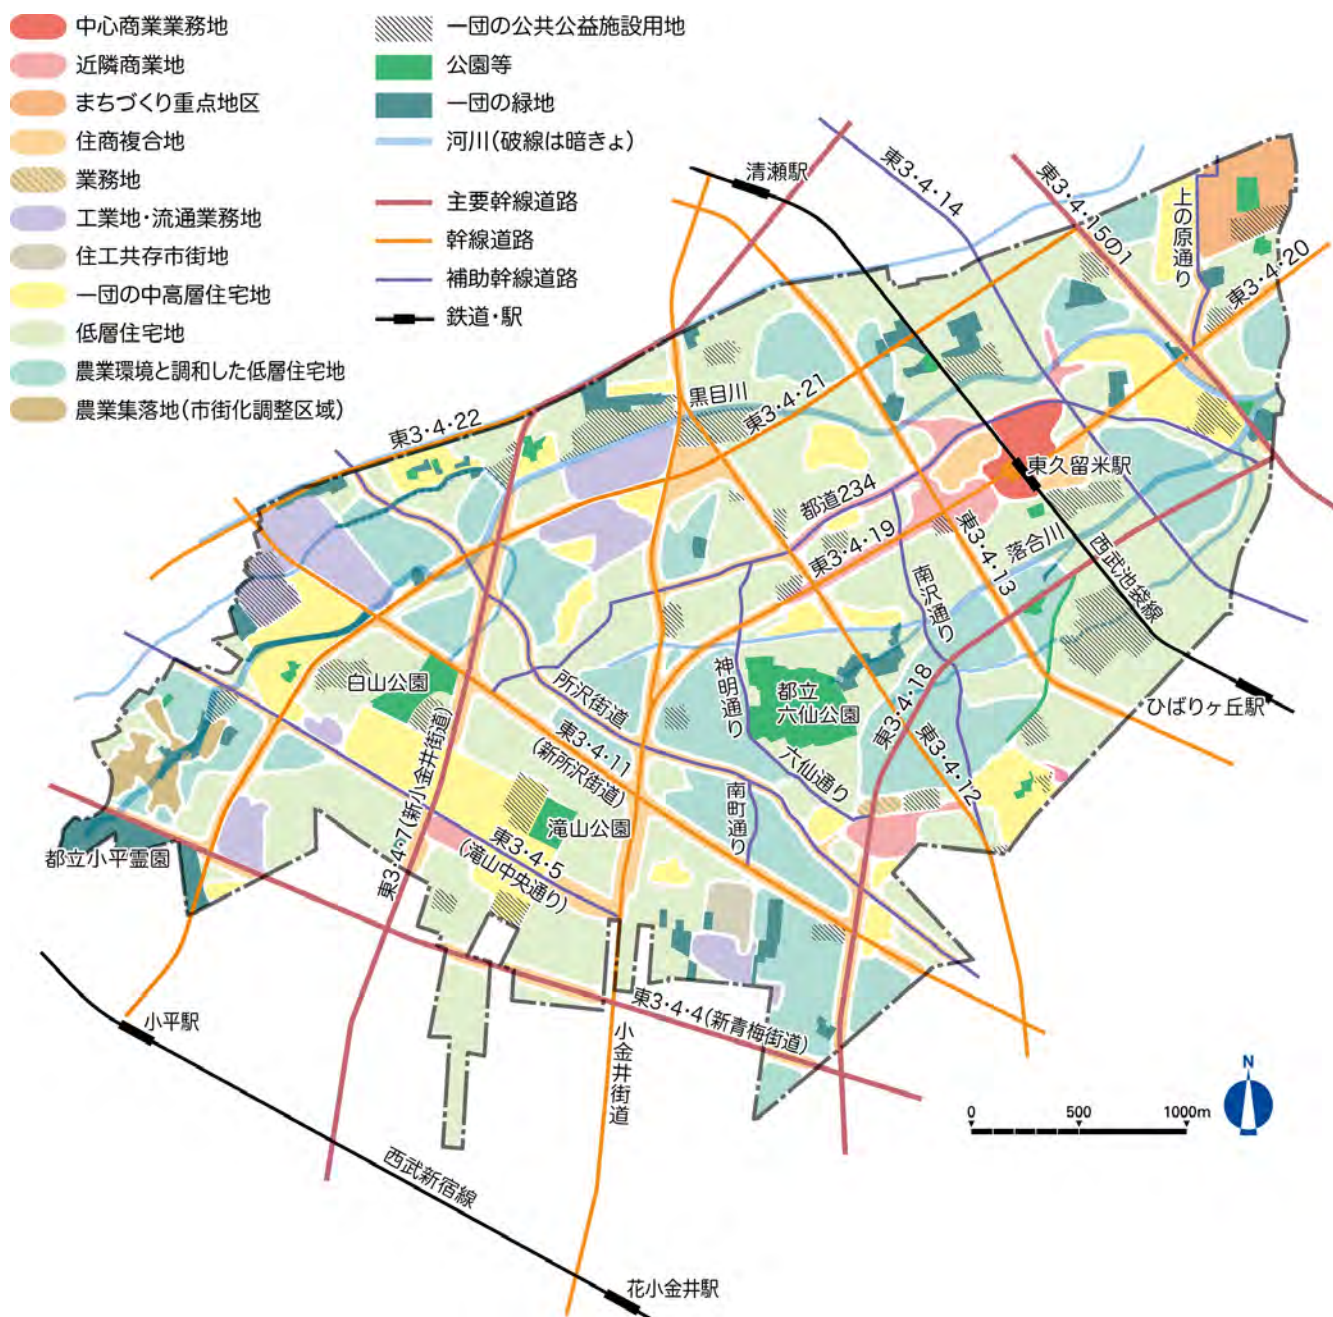 中心商業業務地
近隣商業地
まちづくり重点地区
住商複合地
業務地
工業地・流通業務地
住工共存市街地
一団の中高層住宅地
低層住宅地
農業環境と調和した低層住宅地
農業集落地(市街化調整区域)
一団の公共公益施設用地
公園等
一団の緑地
河川(破線は暗きょ)
主要幹線道路
幹線道路
補助幹線道路
鉄道・駅
清瀬駅
東3・4・14
東3・4・15の1
上の原通り
東3・4・20
黒目川
東3・4・21
東3・4・22
東久留米駅
都道234
東3・4・19
東3・4・13
落合川
西武池袋線
南沢通り
神明通り
都立
六仙公園
東3・4・18
ひばりヶ丘駅
白山公園
所沢街道
東3・4・11
(新所沢街道)
六仙通り
東3・4・12
南町通り
東3・4・7(新小金井街道)
滝山公園
東3・4・5
(滝山中央通り)
都立小平霊園
東3・4・4(新青梅街道)
小金井街道
小平駅
西武新宿線
花小金井駅
N
0 500 1000m